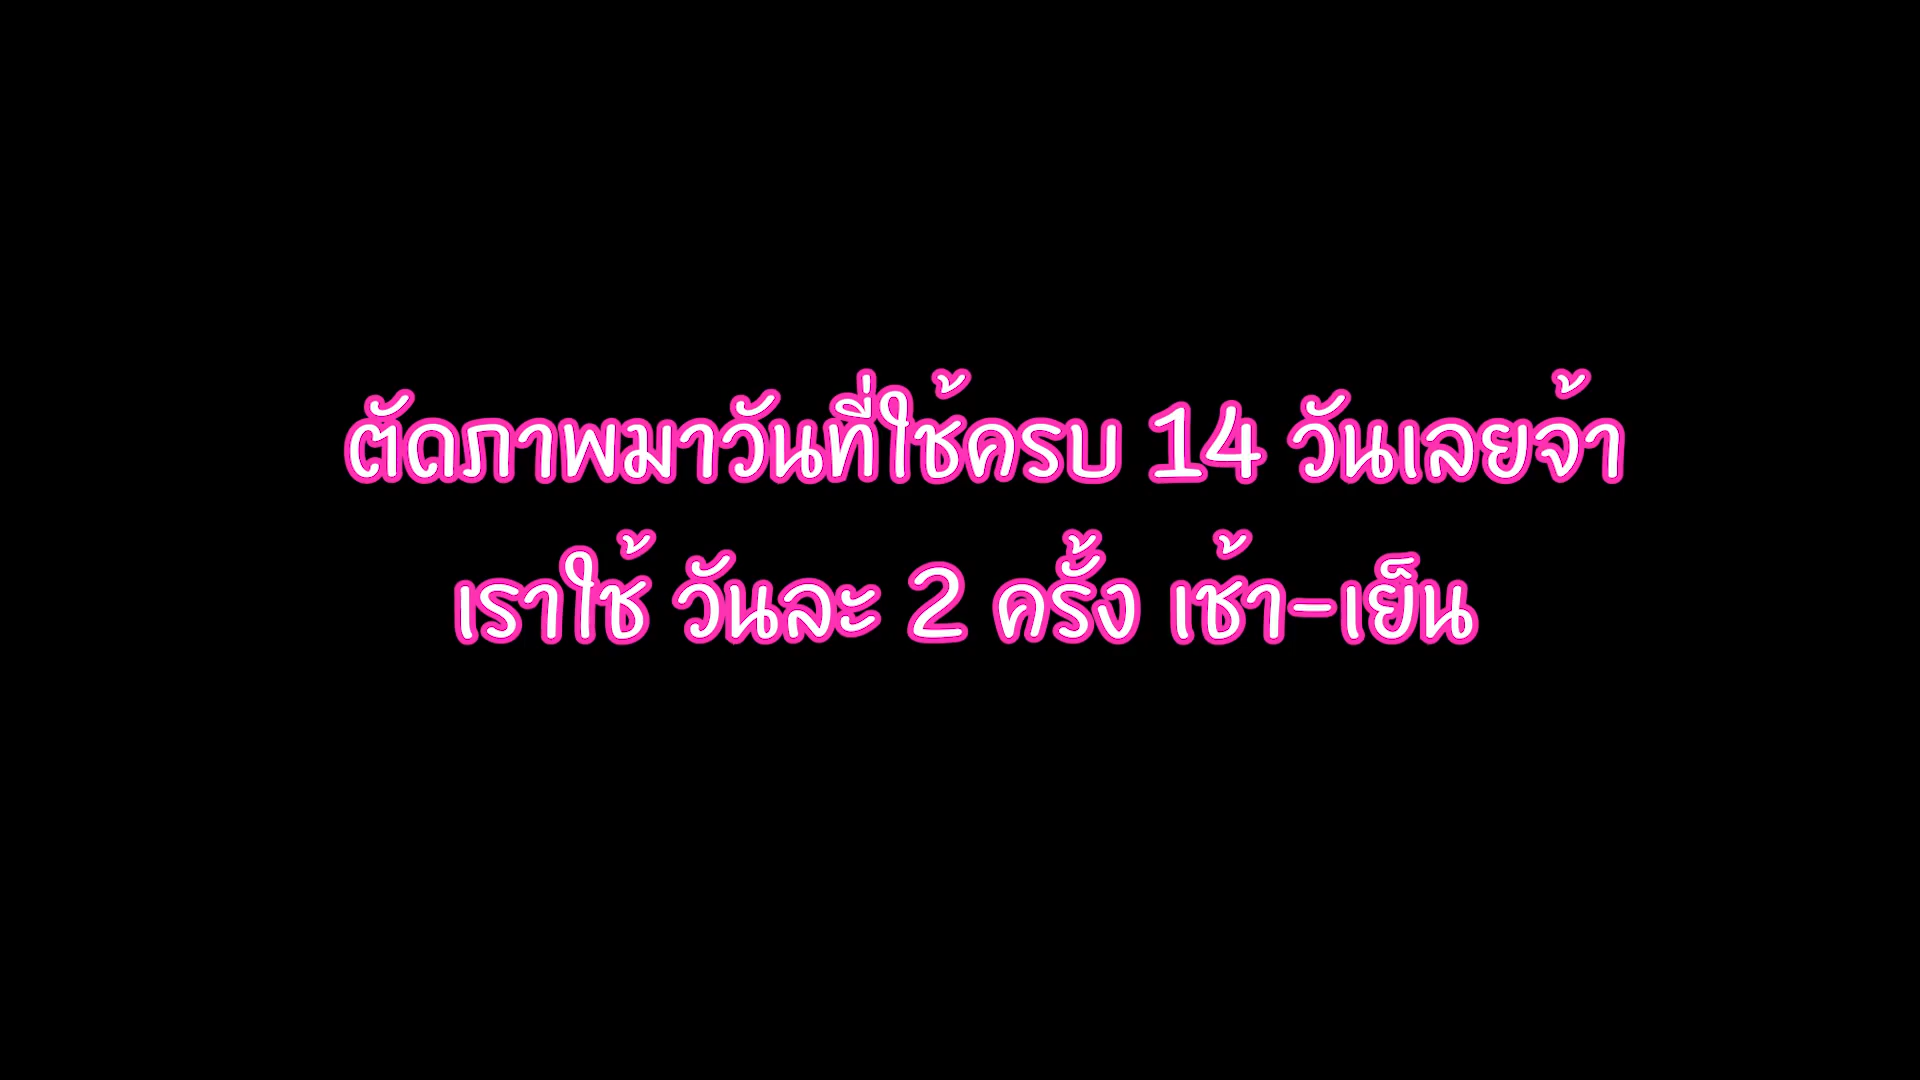 ตัดภาพมาวันที่ใช้ครบ 14 วันเลยจ้า
เราใช้ วันละ 2 ครั้ง เช้า-เย็น